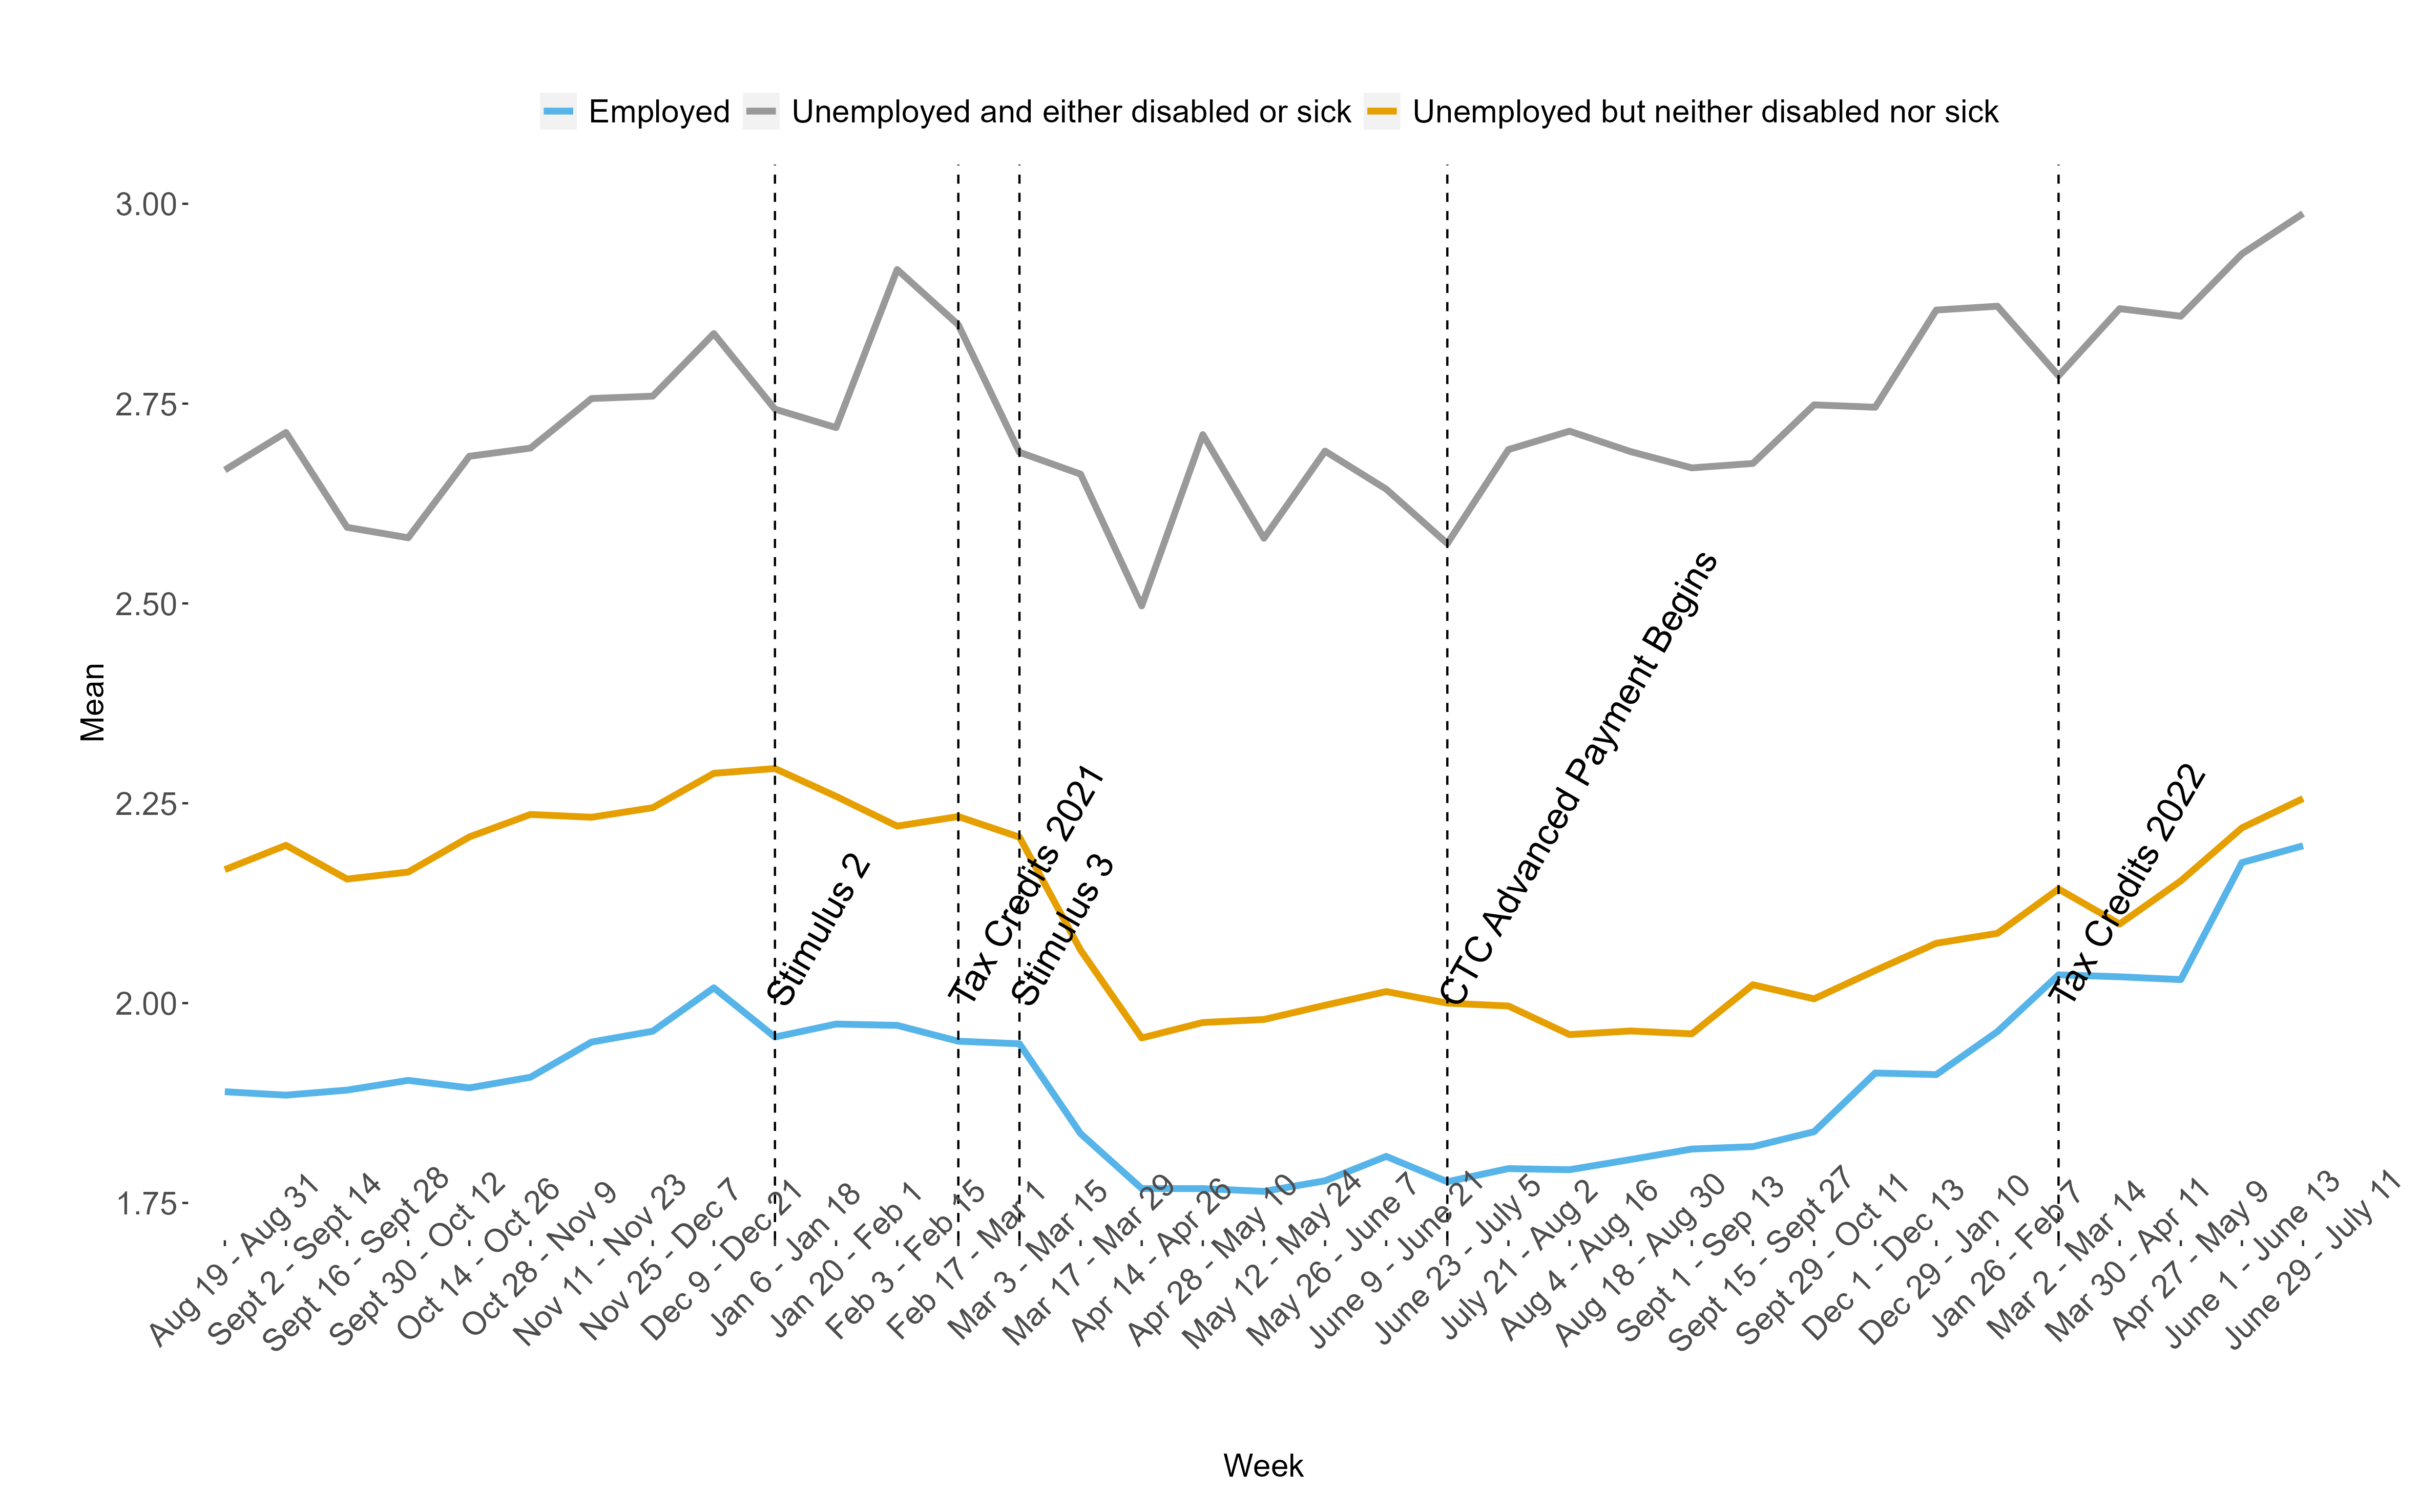 Employed Unemployed and either disabled or sick Unemployed but neither disabled nor sick
3.00
2.75
2.50
2.25
2.00
1.75
Mean
Stimulus 2
Tax Credits 2021
Stimulus 3
CTC Advanced Payment Begins
Tax Credits 2022
Aug 19 - Aug 31
Sept 2 - Sept 14
Sept 16 - Sept 28
Sept 30 - Oct 12
Oct 14 - Oct 26
Oct 28 - Nov 9
Nov 11 - Nov 23
Nov 25 - Dec 7
Dec 9 - Dec 21
Jan 6 - Jan 18
Jan 20 - Feb 1
Feb 3 - Feb 15
Feb 17 - Mar 1
Mar 3 - Mar 15
Mar 17 - Mar 29
Apr 14 - Apr 26
Apr 28 - May 10
May 12 - May 24
May 26 - June 7
June 9 - June 21
June 23 - July 5
July 21 - Aug 2
Aug 4 - Aug 16
Aug 18 - Aug 30
Sept 1 - Sep 13
Sept 15 - Sept 27
Sept 29 - Oct 11
Dec 1 - Dec 13
Dec 29 - Jan 10
Jan 26 - Feb 7
Mar 2 - Mar 14
Mar 30 - Apr 11
Apr 27 - May 9
June 1 - June 13
June 29 - July 11
Week